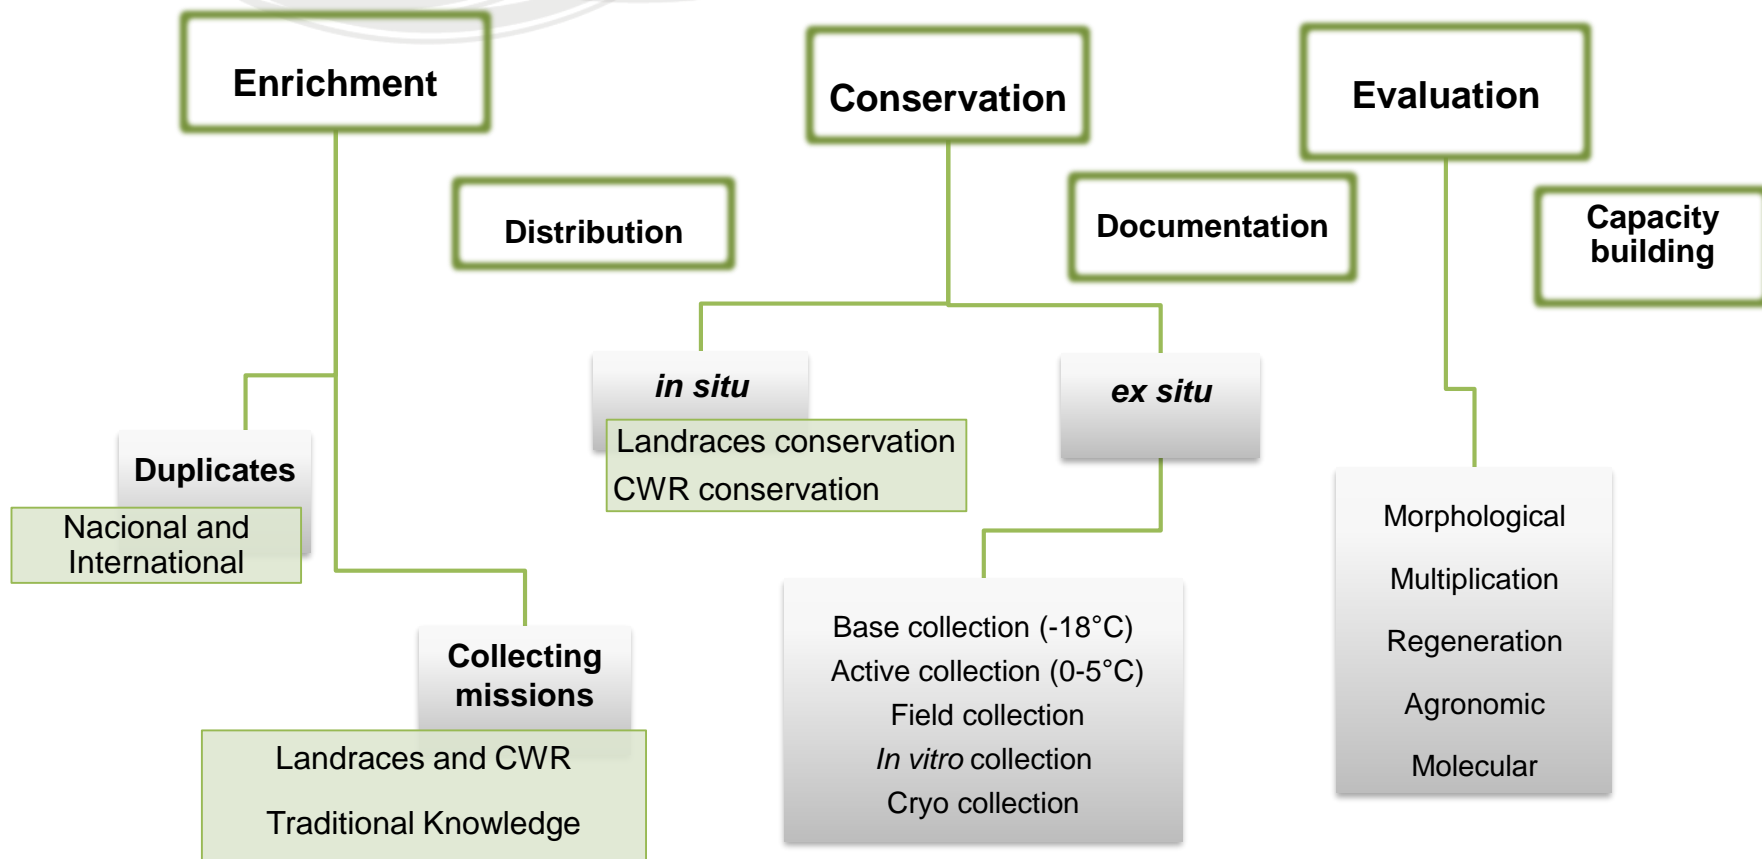 Enrichment
Conservation
Evaluation
Distribution
Documentation
Capacity
building
in situ
Landraces conservation
CWR conservation
ex situ
Duplicates
Nacional and
International
Collecting
missions
Landraces and CWR
Traditional Knowledge
Base collection (-18°C)
Active collection (0-5°C)
Field collection
In vitro collection
Cryo collection
Morphological
Multiplication
Regeneration
Agronomic
Molecular